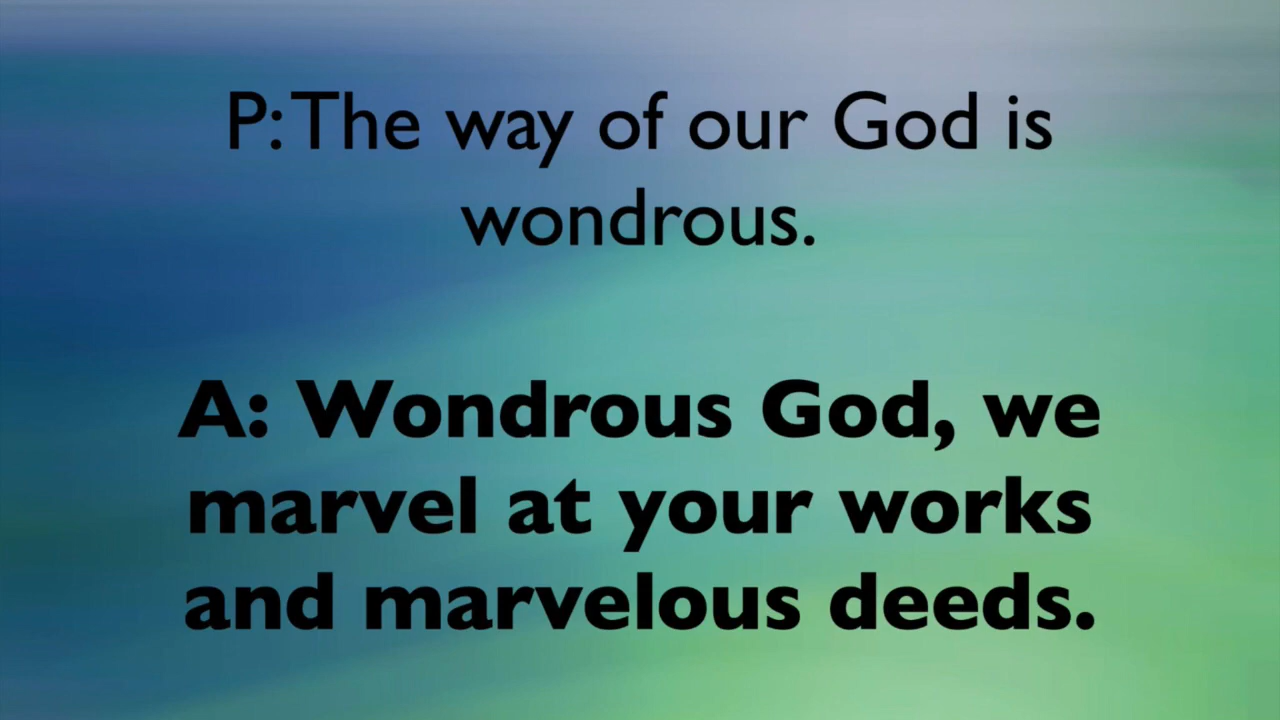 P: The way of our God is
wondrous.
A: Wondrous God, we
marvel at your works
and marvelous deeds.